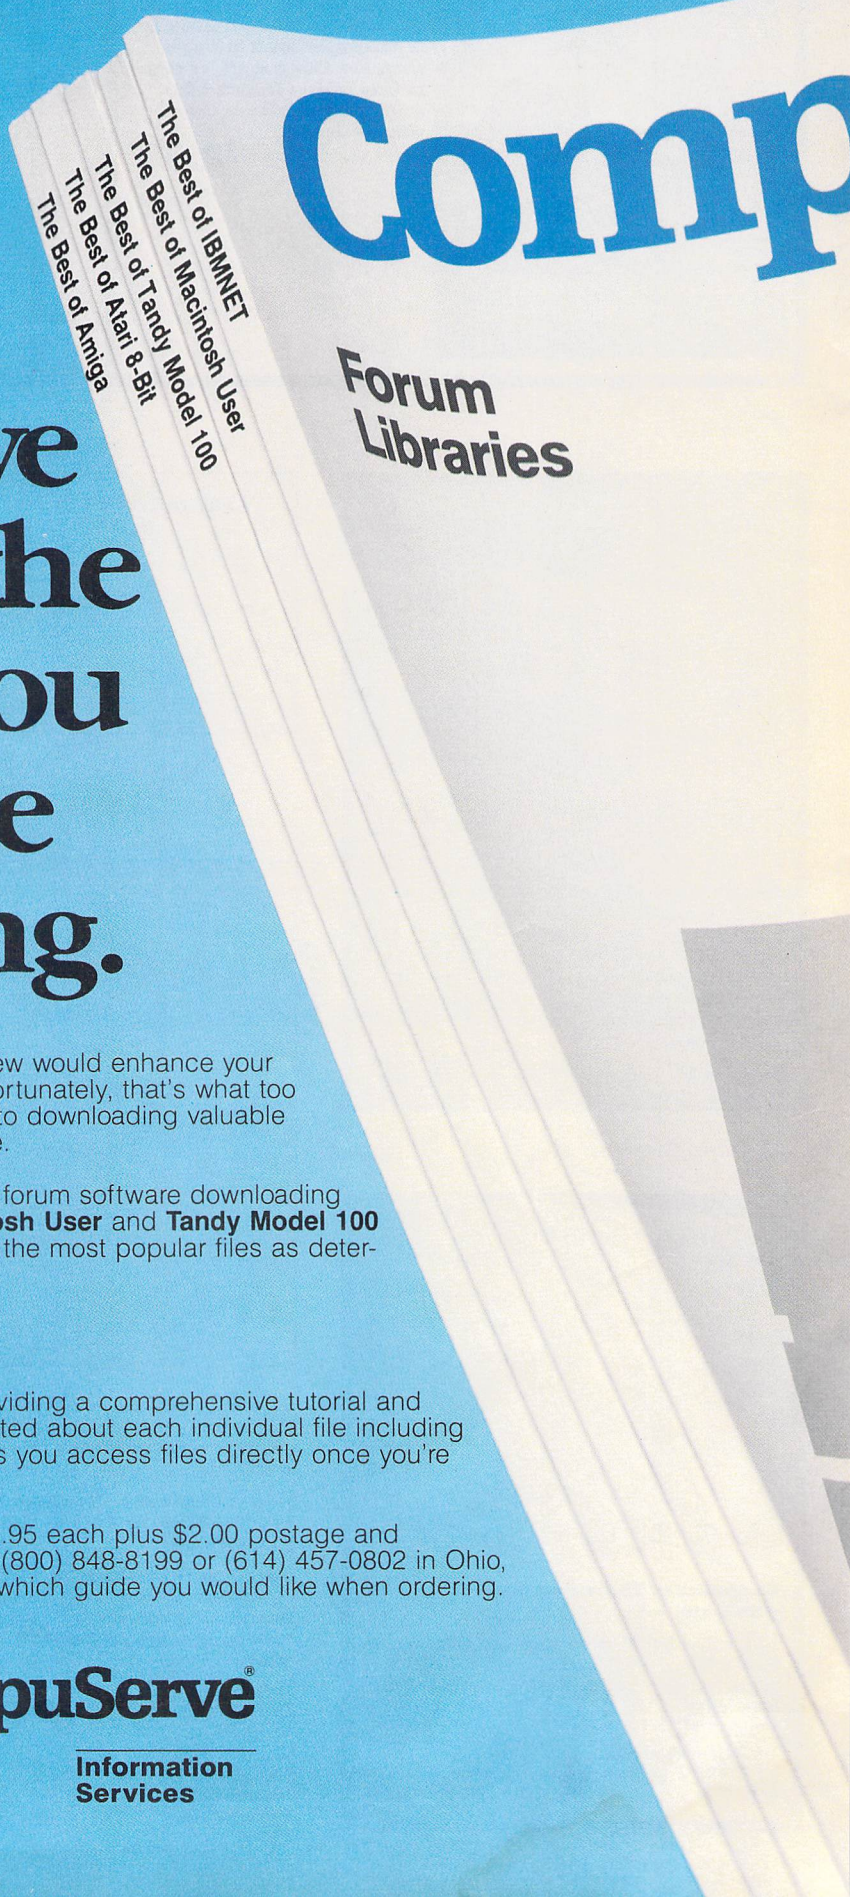 The Best of IBMNET
The Best of Macintosh User
The Best of Tandy Model 100
The Best of Atari 8-Bit
The Best of Amiga
Comp
Forum
Libraries
ve
he
ou
e
ng.
ew would enhance your
ortunately, that's what too
to downloading valuable
e.
forum software downloading
osh User and Tandy Model 100
the most popular files as deter-
viding a comprehensive tutorial and
ted about each individual file including
s you access files directly once you're
.95 each plus $2.00 postage and
(800) 848-8199 or (614) 457-0802 in Ohio,
which guide you would like when ordering.
puServe®
Information
Services